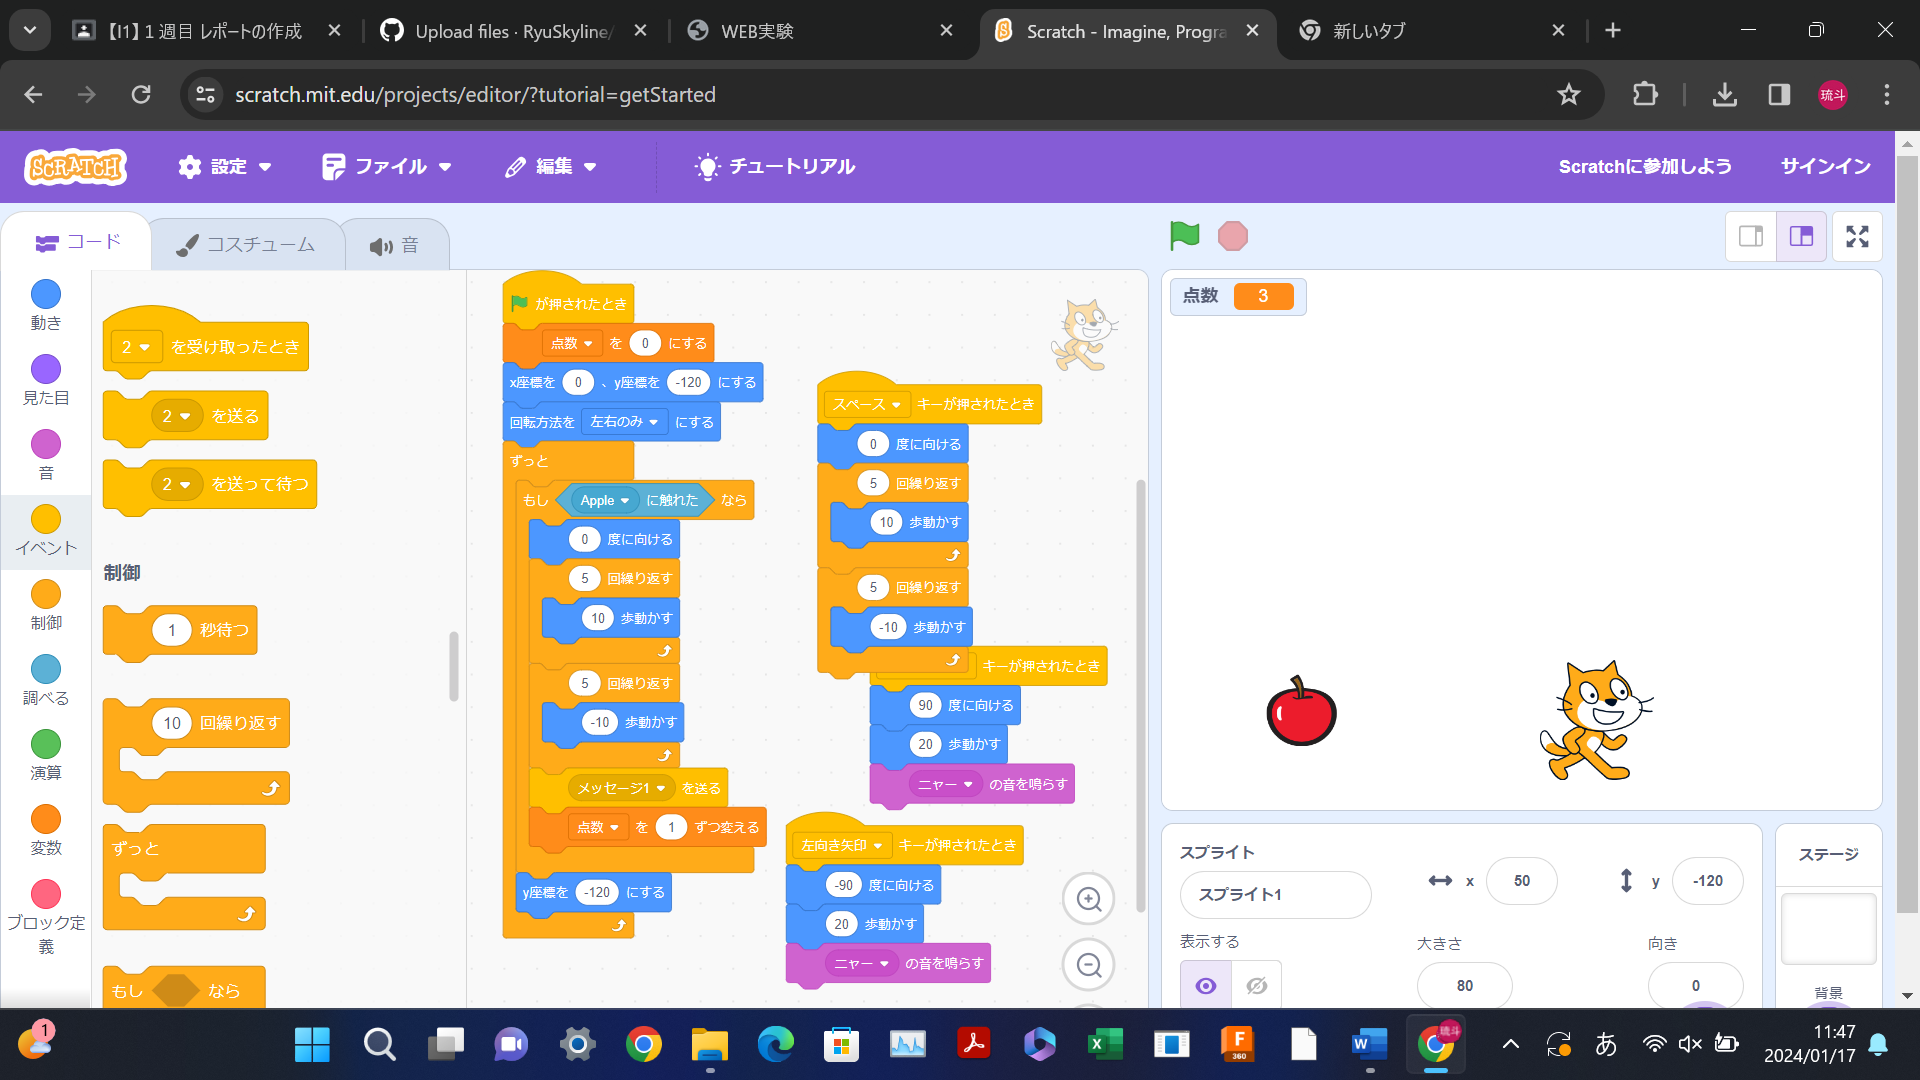 【I1】1 週目 レポートの作成
Upload files · RyuSkyline/
WEB実験
Scratch - Imagine, Progra
新しいタブ
scratch.mit.edu/projects/editor/?tutorial=getStarted
琉斗
SCRATCH
設定
ファイル
編集
チュートリアル
Scratchに参加しよう
サインイン
コード
コスチューム
音
動き
見た目
音
イベント
制御
調べる
演算
変数
ブロック定義
2 を受け取ったとき
2 を送る
2 を送って待つ
制御
1 秒待つ
10 回繰り返す
ずっと
もし なら
が押されたとき
点数 を 0 にする
x座標を 0 、y座標を -120 にする
回転方法を 左右のみ にする
ずっと
もし Apple に触れた なら
0 度に向ける
5 回繰り返す
10 歩動かす
5 回繰り返す
-10 歩動かす
メッセージ1 を送る
点数 を 1 ずつ変える
y座標を -120 にする
スペース キーが押されたとき
0 度に向ける
5 回繰り返す
10 歩動かす
5 回繰り返す
-10 歩動かす
キーが押されたとき
90 度に向ける
20 歩動かす
ニャー の音を鳴らす
左向き矢印 キーが押されたとき
-90 度に向ける
20 歩動かす
ニャー の音を鳴らす
点数 3
スプライト
スプライト1
x 50
y -120
表示する
大きさ
80
向き
0
ステージ
背景
1
F
360
W
琉斗
あ
11:47
2024/01/17